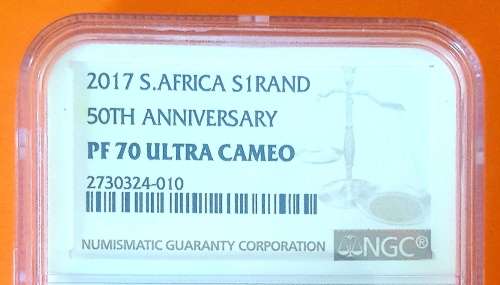 2017 S.AFRICA S1RAND
50TH ANNIVERSARY
PF 70 ULTRA CAMEO
2730324-010
NUMISMATIC GUARANTY CORPORATION NGC®